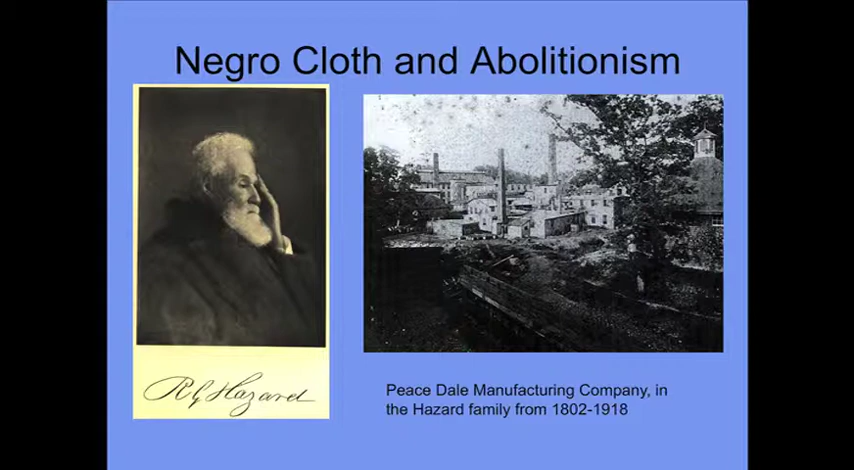 Negro Cloth and Abolitionism
R G Hazard
Peace Dale Manufacturing Company, in
the Hazard family from 1802-1918